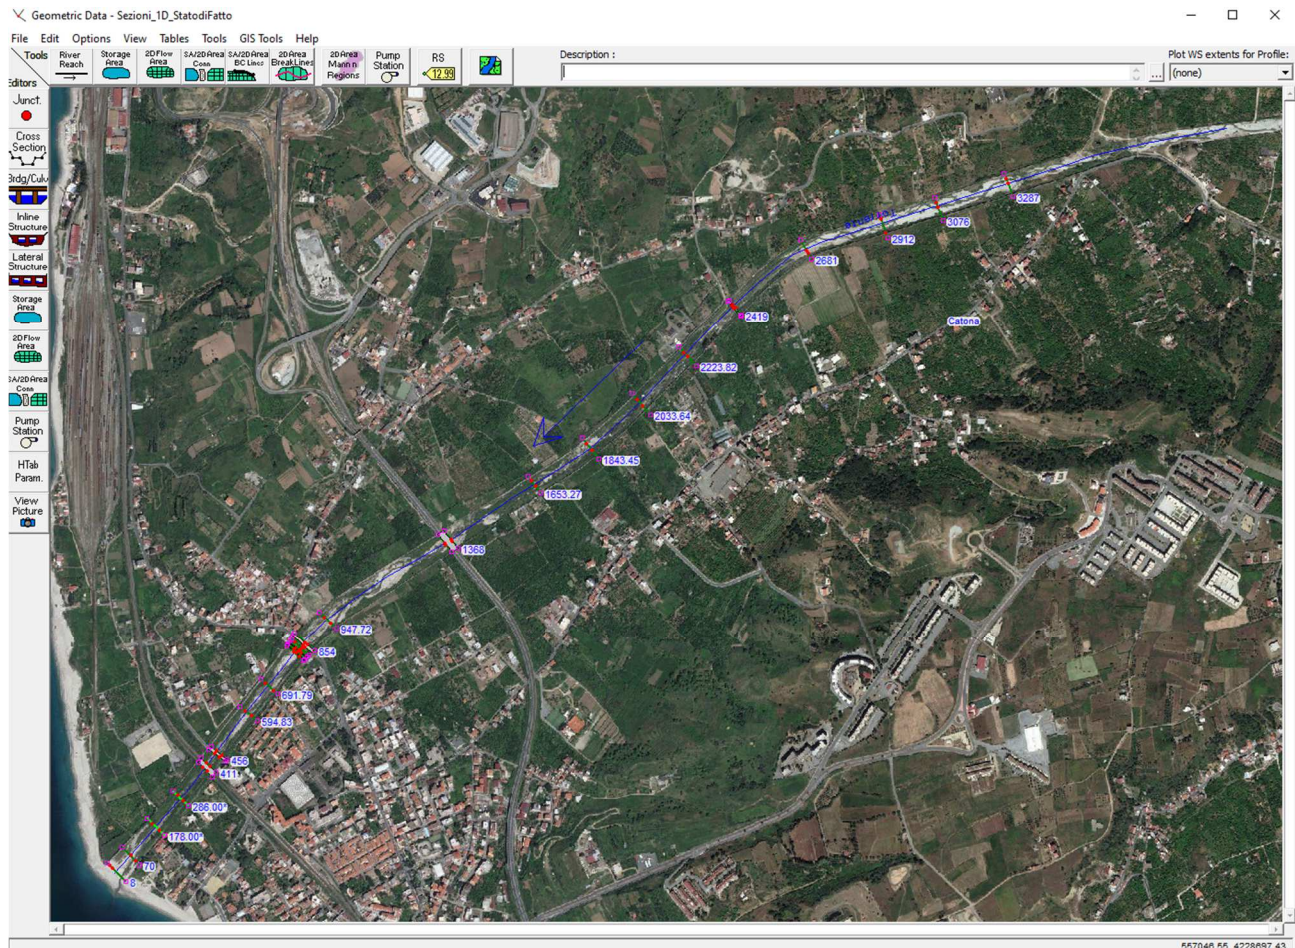 Geometric Data - Sezioni_1D_StatodiFatto
File Edit Options View Tables Tools GIS Tools Help
Tools
Editors
River
Reach
Storage
Area
2D Flow
Area
SA/2D Area
Conn
SA/2D Area
BC Lines
2D Area
BreakLines
2D Area
Mann n
Regions
Pump
Station
RS
12.99
Description :
...
Plot WS extents for Profile:
(none)
Junct.
Cross
Section
Brdg/Culv
Inline
Structure
Lateral
Structure
Storage
Area
2D Flow
Area
SA/2D Area
Conn
Pump
Station
HTab
Param.
View
Picture
3287
3076
2912
2681
2419
Catona
2223.82
2033.64
1843.45
1653.27
1368
947.72
854
691.79
594.83
456
411
286.00*
178.00*
70
8
557046.55, 4228697.43